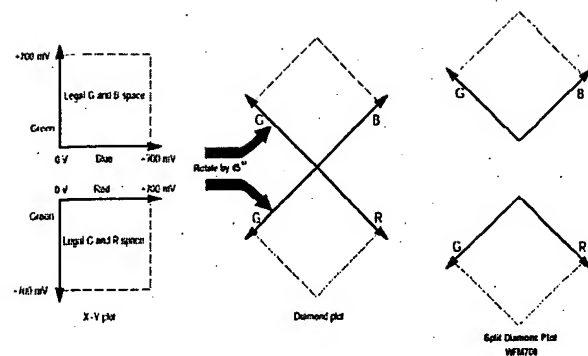 +700 mV
Legal G and B space
Green
0 V Blue +700 mV
0 V Red +700 mV
Green
Legal G and R space
-700 mV
X-Y plot
Rotate by 45°
G B
G R
Diamond plot
G B
G R
Split Diamond Plot
WFM700